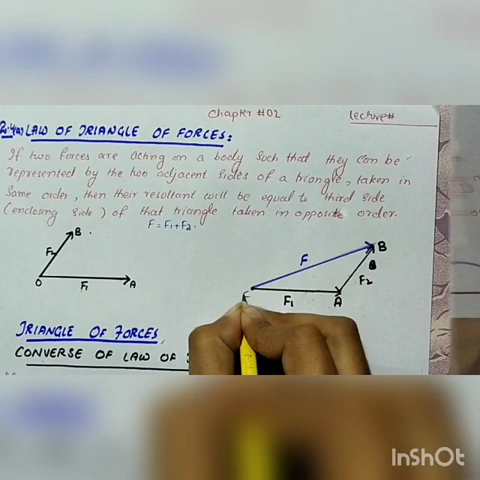 Chapter #02
Lecture#
LAW OF TRIANGLE OF FORCES:
If two forces are acting on a body such that they can be
represented by the two adjacent sides of a triangle, taken in
same order, then their resultant will be equal to third side
(enclosing side) of that triangle taken in opposite order.
F = F1 + F2.
B
F2
O
F1
A
F
B
B
F2
F1
A
TRIANGLE OF FORCES
CONVERSE OF LAW OF
InShOt